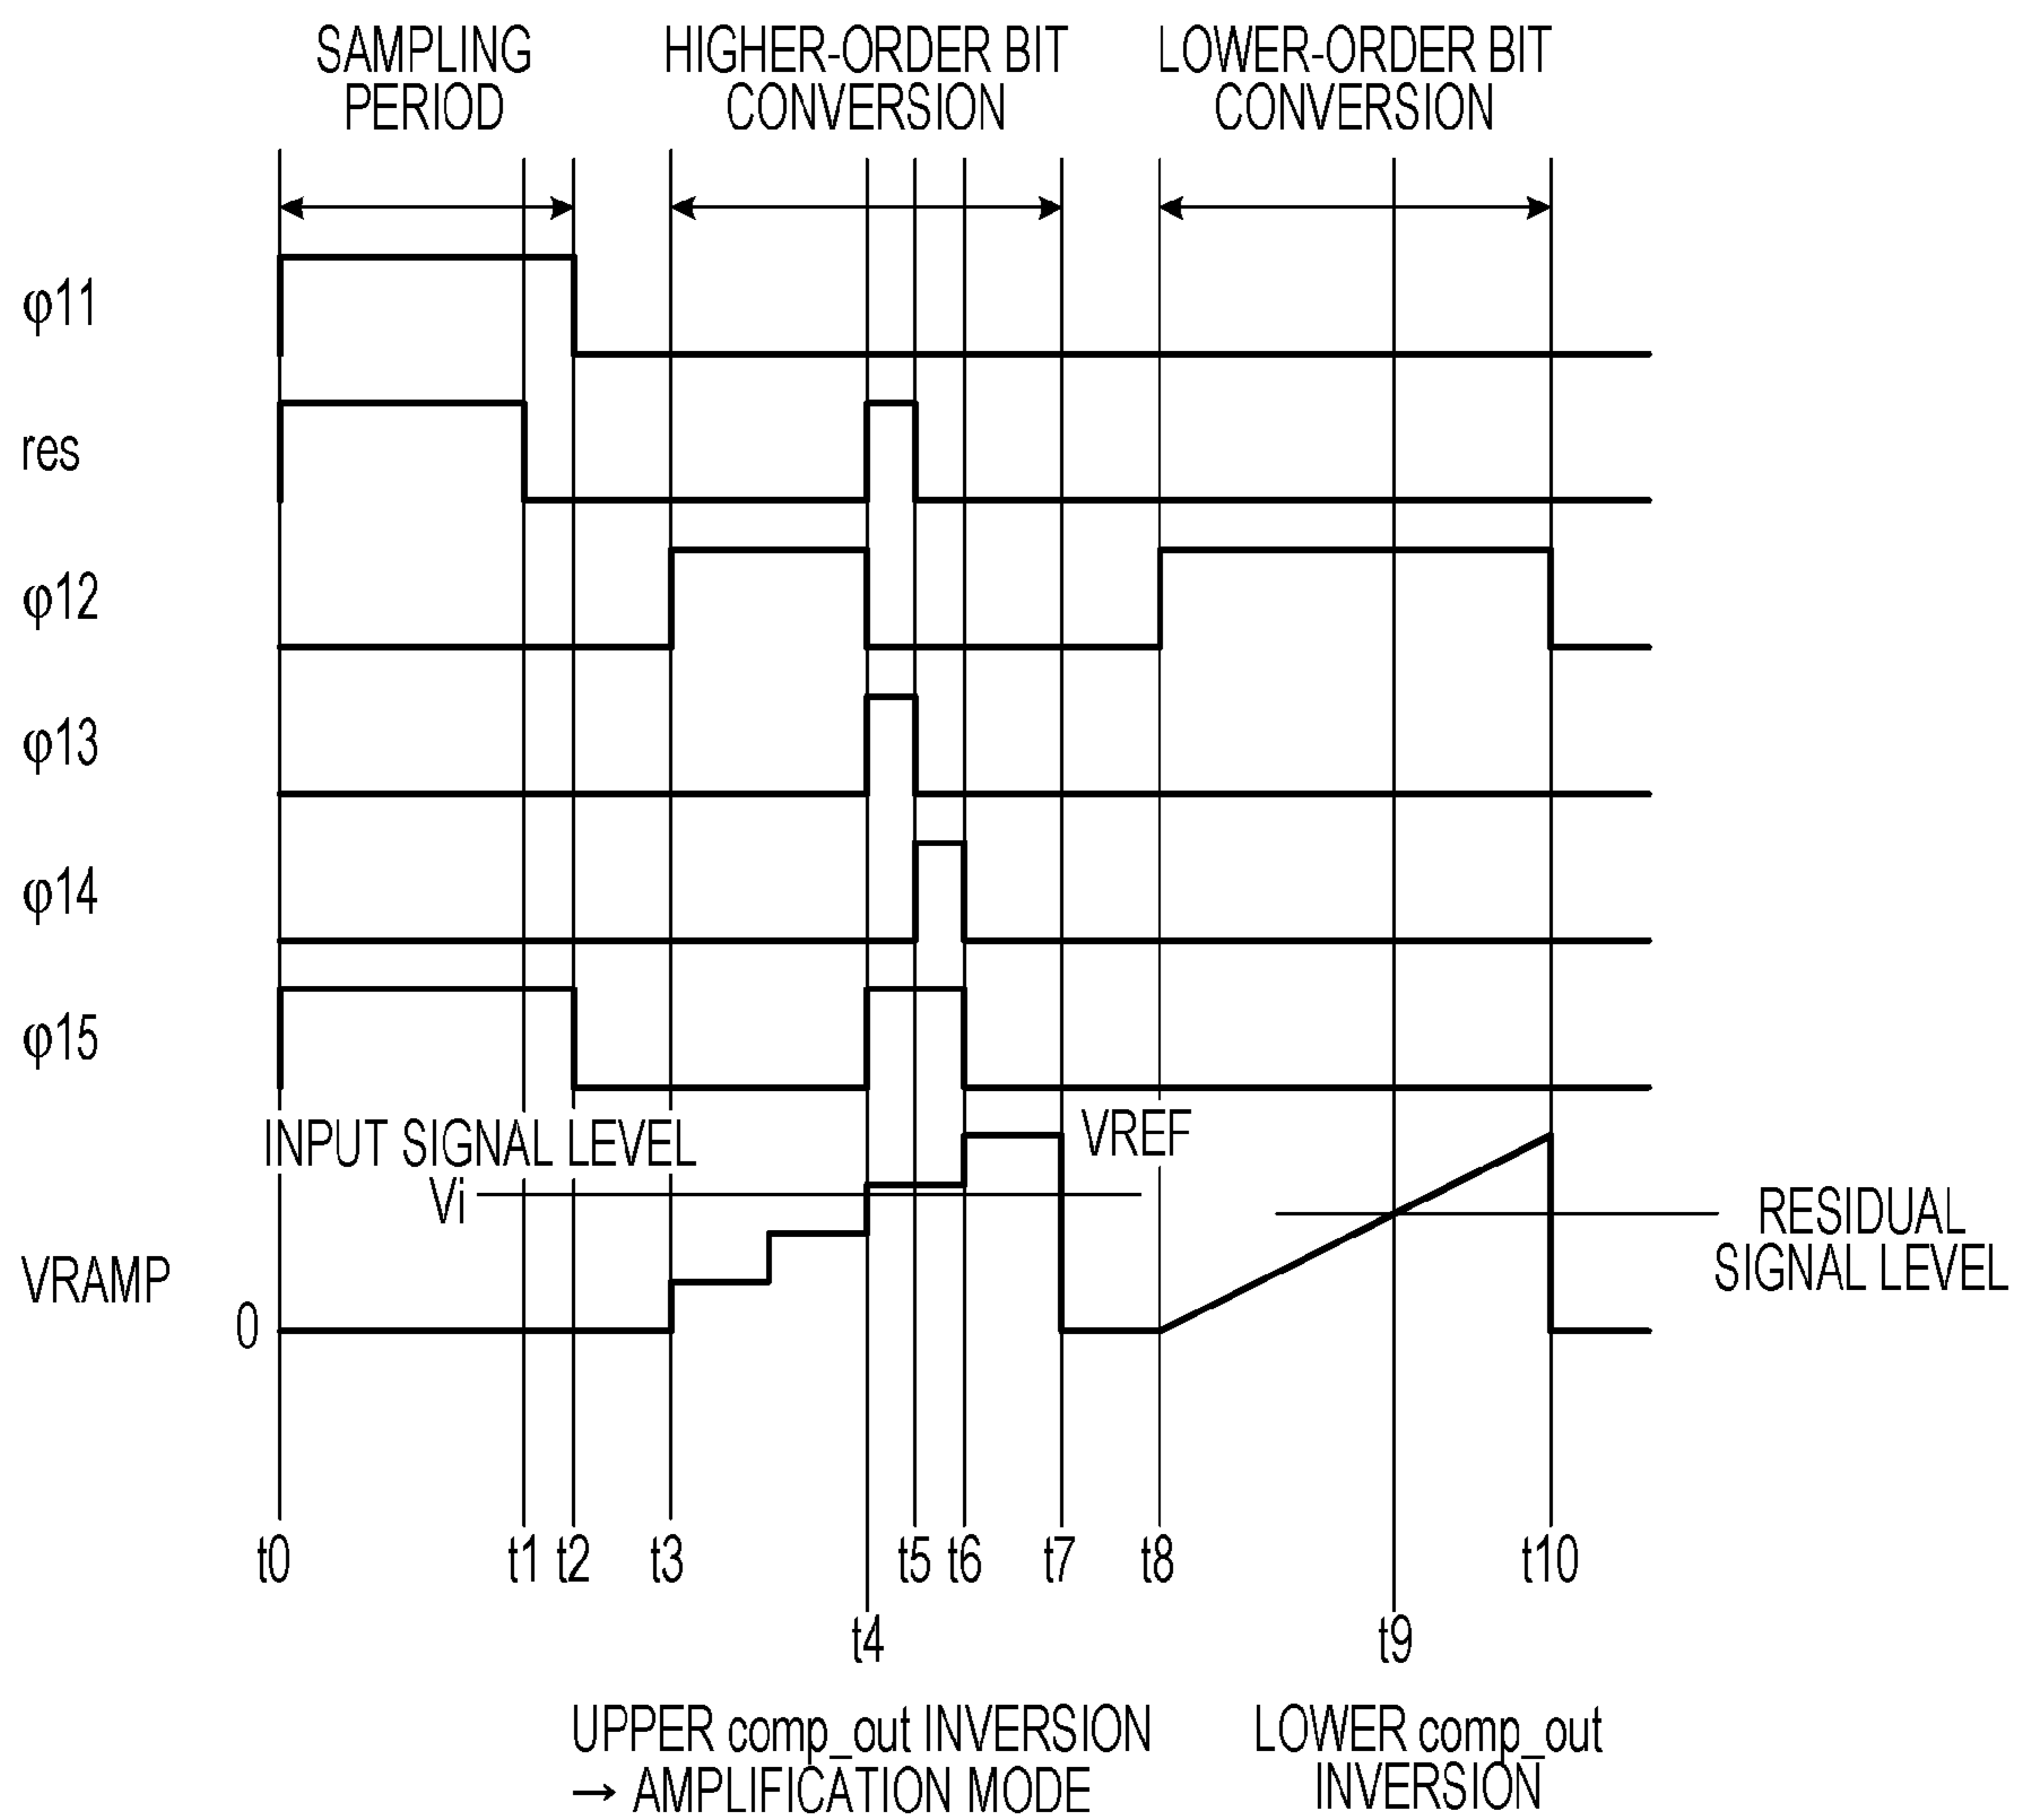 SAMPLING
PERIOD
HIGHER-ORDER BIT
CONVERSION
LOWER-ORDER BIT
CONVERSION
φ11
res
φ12
φ13
φ14
φ15
INPUT SIGNAL LEVEL
Vi
VREF
VRAMP
0
RESIDUAL
SIGNAL LEVEL
t0
t1
t2
t3
t4
t5
t6
t7
t8
t9
t10
UPPER comp_out INVERSION
→ AMPLIFICATION MODE
LOWER comp_out
INVERSION